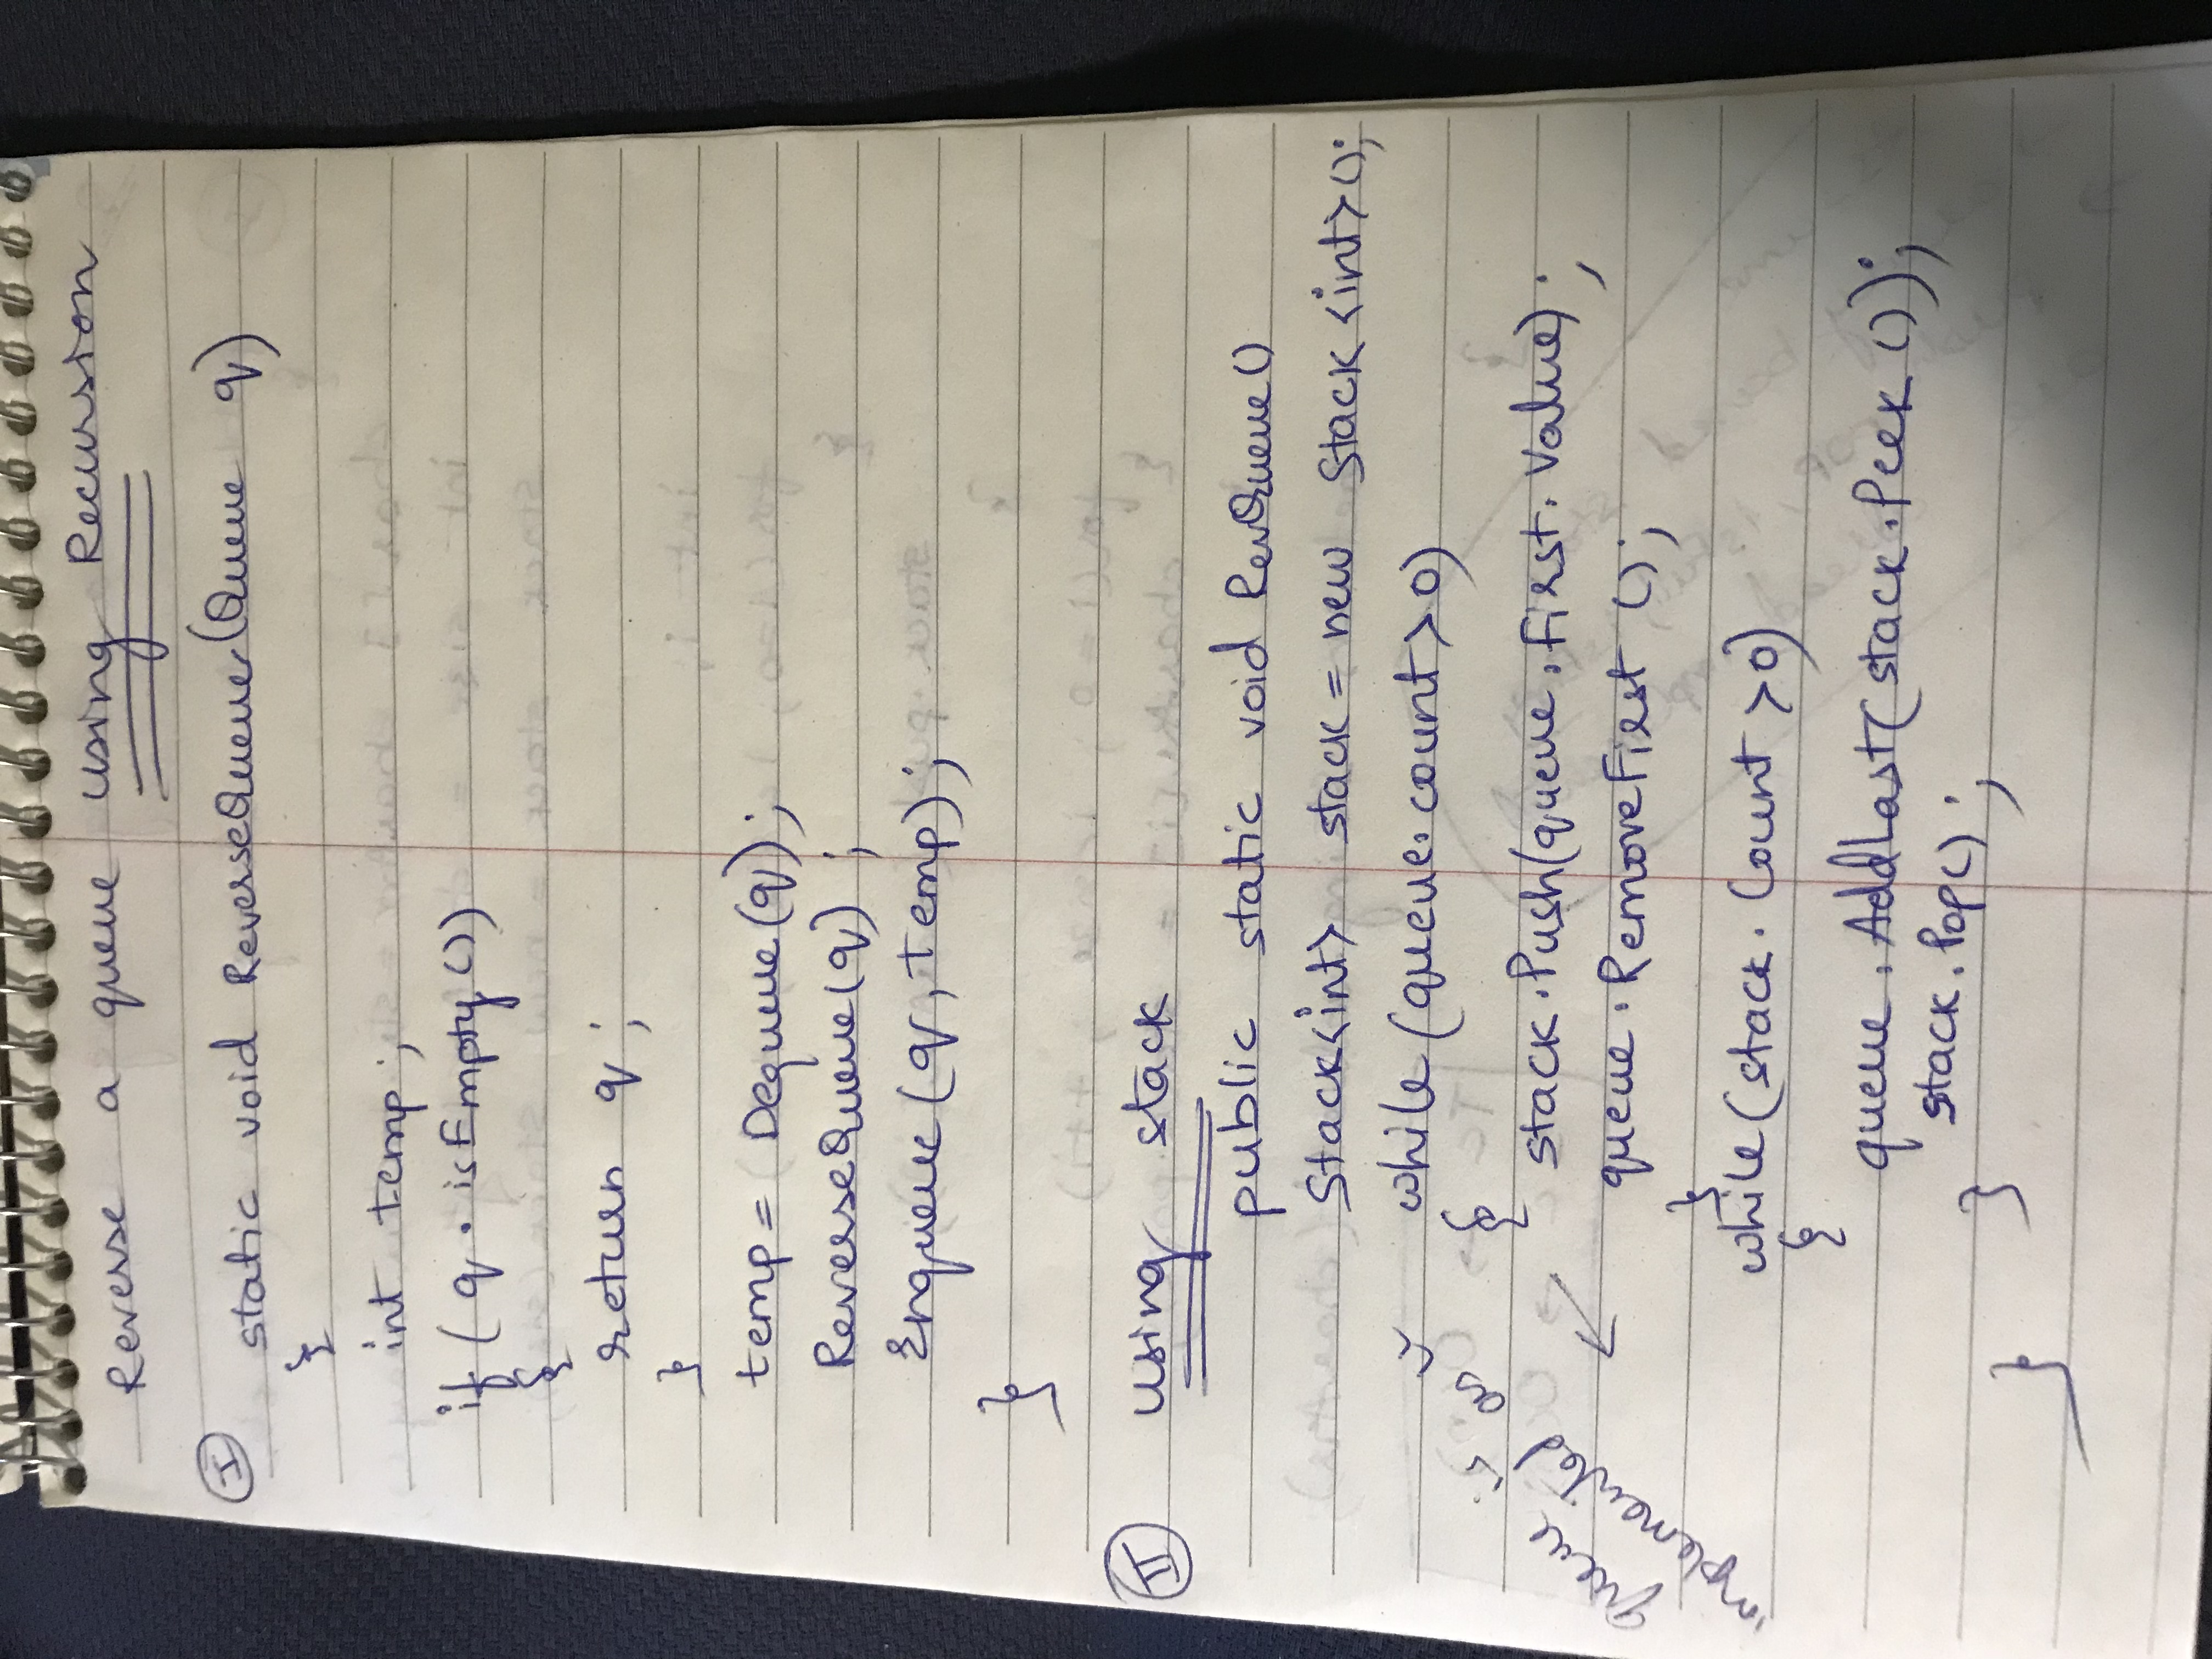 Reverse a queue using Recursion
I
static void ReverseQueue(Queue q)
{
int temp;
if (q.isEmpty())
{
return q;
}
temp = Dequeue(q);
ReverseQueue(q);
Enqueue(q, temp);
}
II using stack
public static void RevQueue()
Stack<int> stack = new Stack<int>();
while (queue.count > 0)
{
stack.Push(queue.First.Value);
queue.RemoveFirst();
}
queue is
implemented as LL
while(stack.Count > 0)
{
queue.AddLast(stack.Peek());
stack.Pop();
}
}